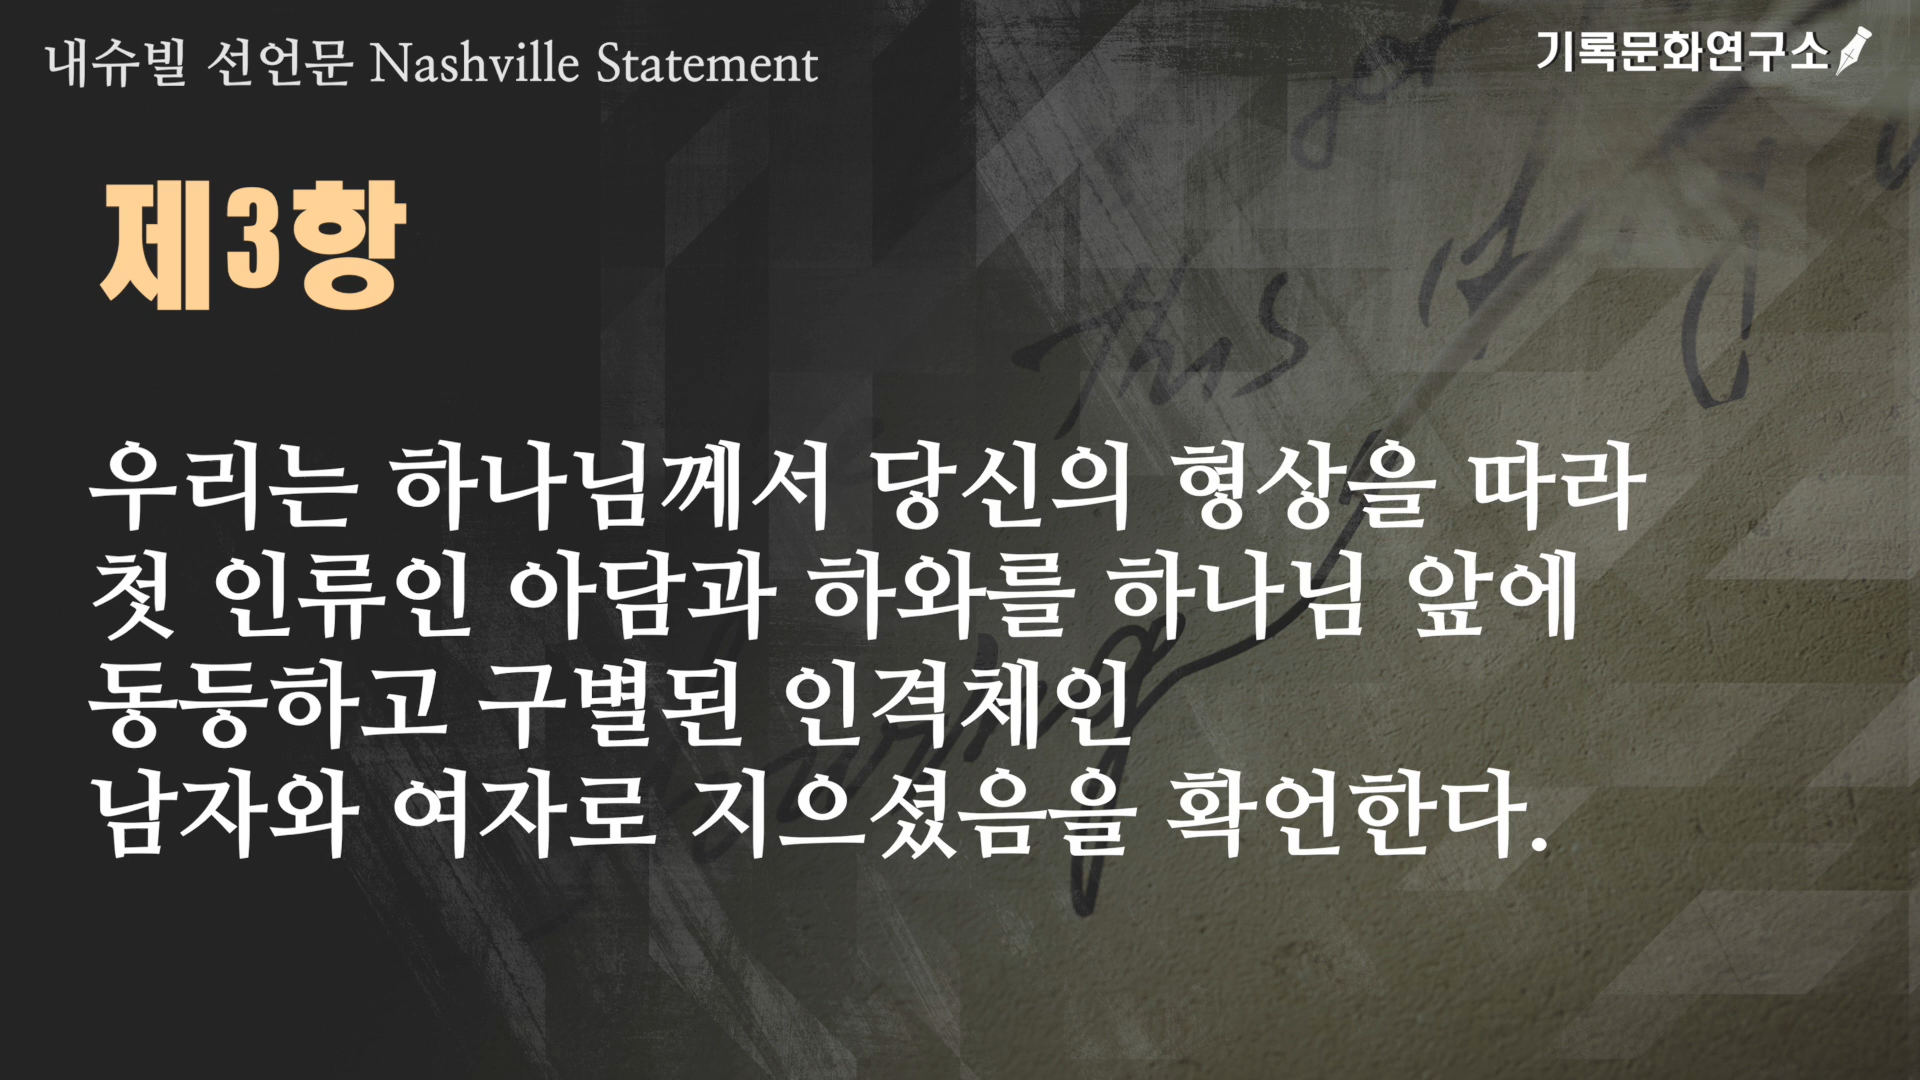 내슈빌 선언문 Nashville Statement
기록문화연구소
제3항
우리는 하나님께서 당신의 형상을 따라
첫 인류인 아담과 하와를 하나님 앞에
동등하고 구별된 인격체인
남자와 여자로 지으셨음을 확언한다.
This